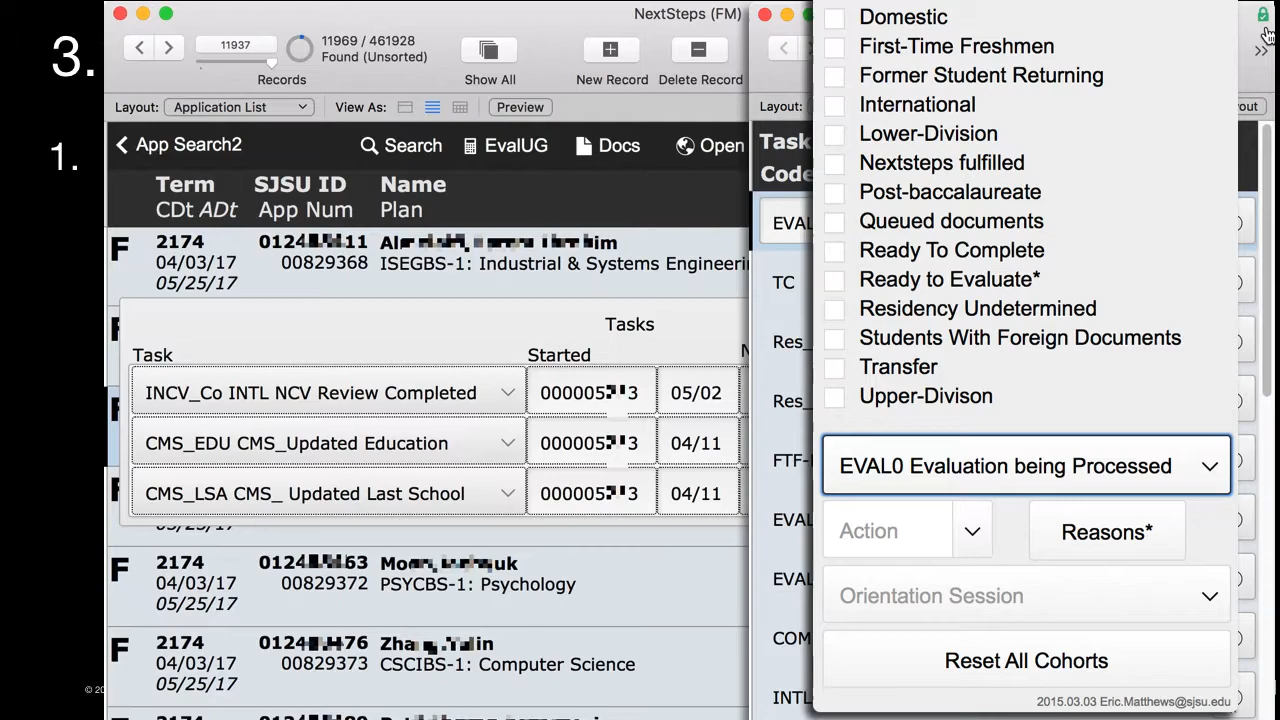 3.
1.
NextSteps (FM)
11937
11969 / 461928
Found (Unsorted)
Records
Show All
New Record
Delete Record
Layout:
Application List
View As:
Preview
App Search2
Search
EvalUG
Docs
Open
Term
SJSU ID
Name
CDt ADt
App Num
Plan
F
2174
04/03/17
00829368
ISEGBS-1: Industrial & Systems Engineerin
05/25/17
Tasks
Task
Started
INCV_Co INTL NCV Review Completed
05/02
CMS_EDU CMS_Updated Education
04/11
CMS_LSA CMS_ Updated Last School
04/11
F
2174
04/03/17
00829372
PSYCBS-1: Psychology
05/25/17
F
2174
04/03/17
00829373
CSCIBS-1: Computer Science
05/25/17
Layout:
Task
Code
EVAL
TC
Res_
Res_
FTF-
EVAL
EVAL
COM
INTL
Domestic
First-Time Freshmen
Former Student Returning
International
Lower-Division
Nextsteps fulfilled
Post-baccalaureate
Queued documents
Ready To Complete
Ready to Evaluate*
Residency Undetermined
Students With Foreign Documents
Transfer
Upper-Divison
EVAL0 Evaluation being Processed
Action
Reasons*
Orientation Session
Reset All Cohorts
2015.03.03 Eric.Matthews@sjsu.edu